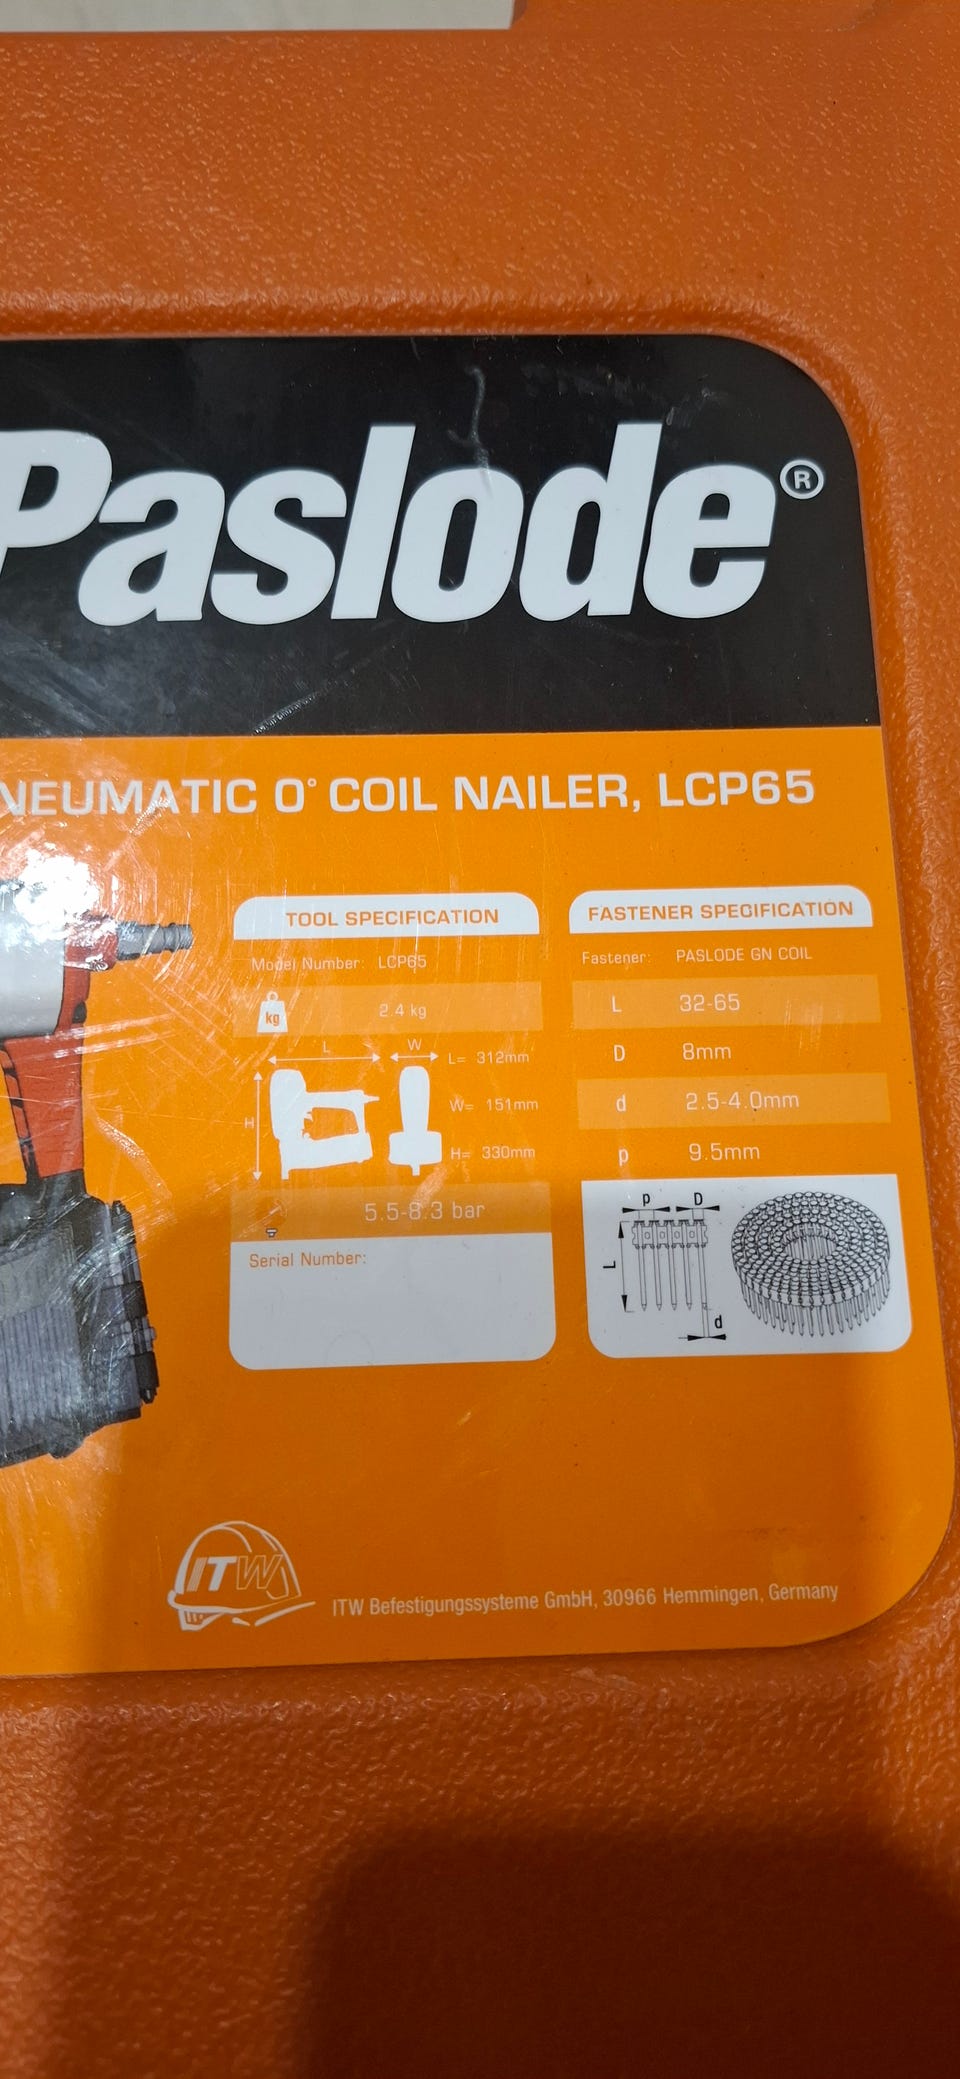 Paslode®
PNEUMATIC 0° COIL NAILER, LCP65
TOOL SPECIFICATION
Model Number: LCP65
kg 2.4 kg
L W L= 312mm
H W= 151mm
H= 330mm
5.5-8.3 bar
Serial Number:
FASTENER SPECIFICATION
Fastener: PASLODE GN COIL
L 32-65
D 8mm
d 2.5-4.0mm
p 9.5mm
p D
L
d
ITW
ITW Befestigungssysteme GmbH, 30966 Hemmingen, Germany